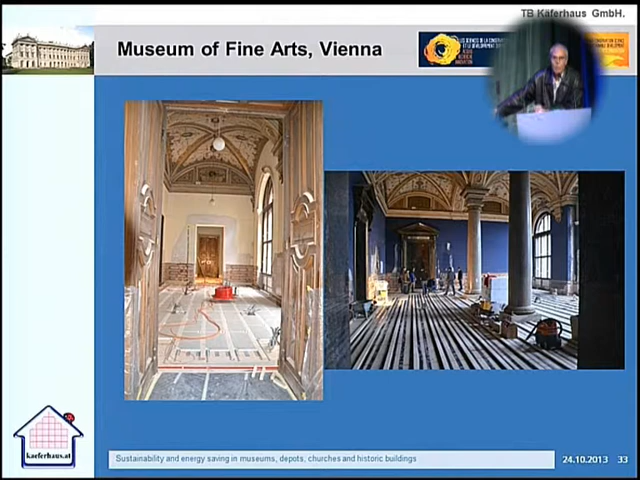 TB Käferhaus GmbH.
Museum of Fine Arts, Vienna
kaeferhaus.at
Sustainability and energy saving in museums, depots, churches and historic buildings
24.10.2013 33